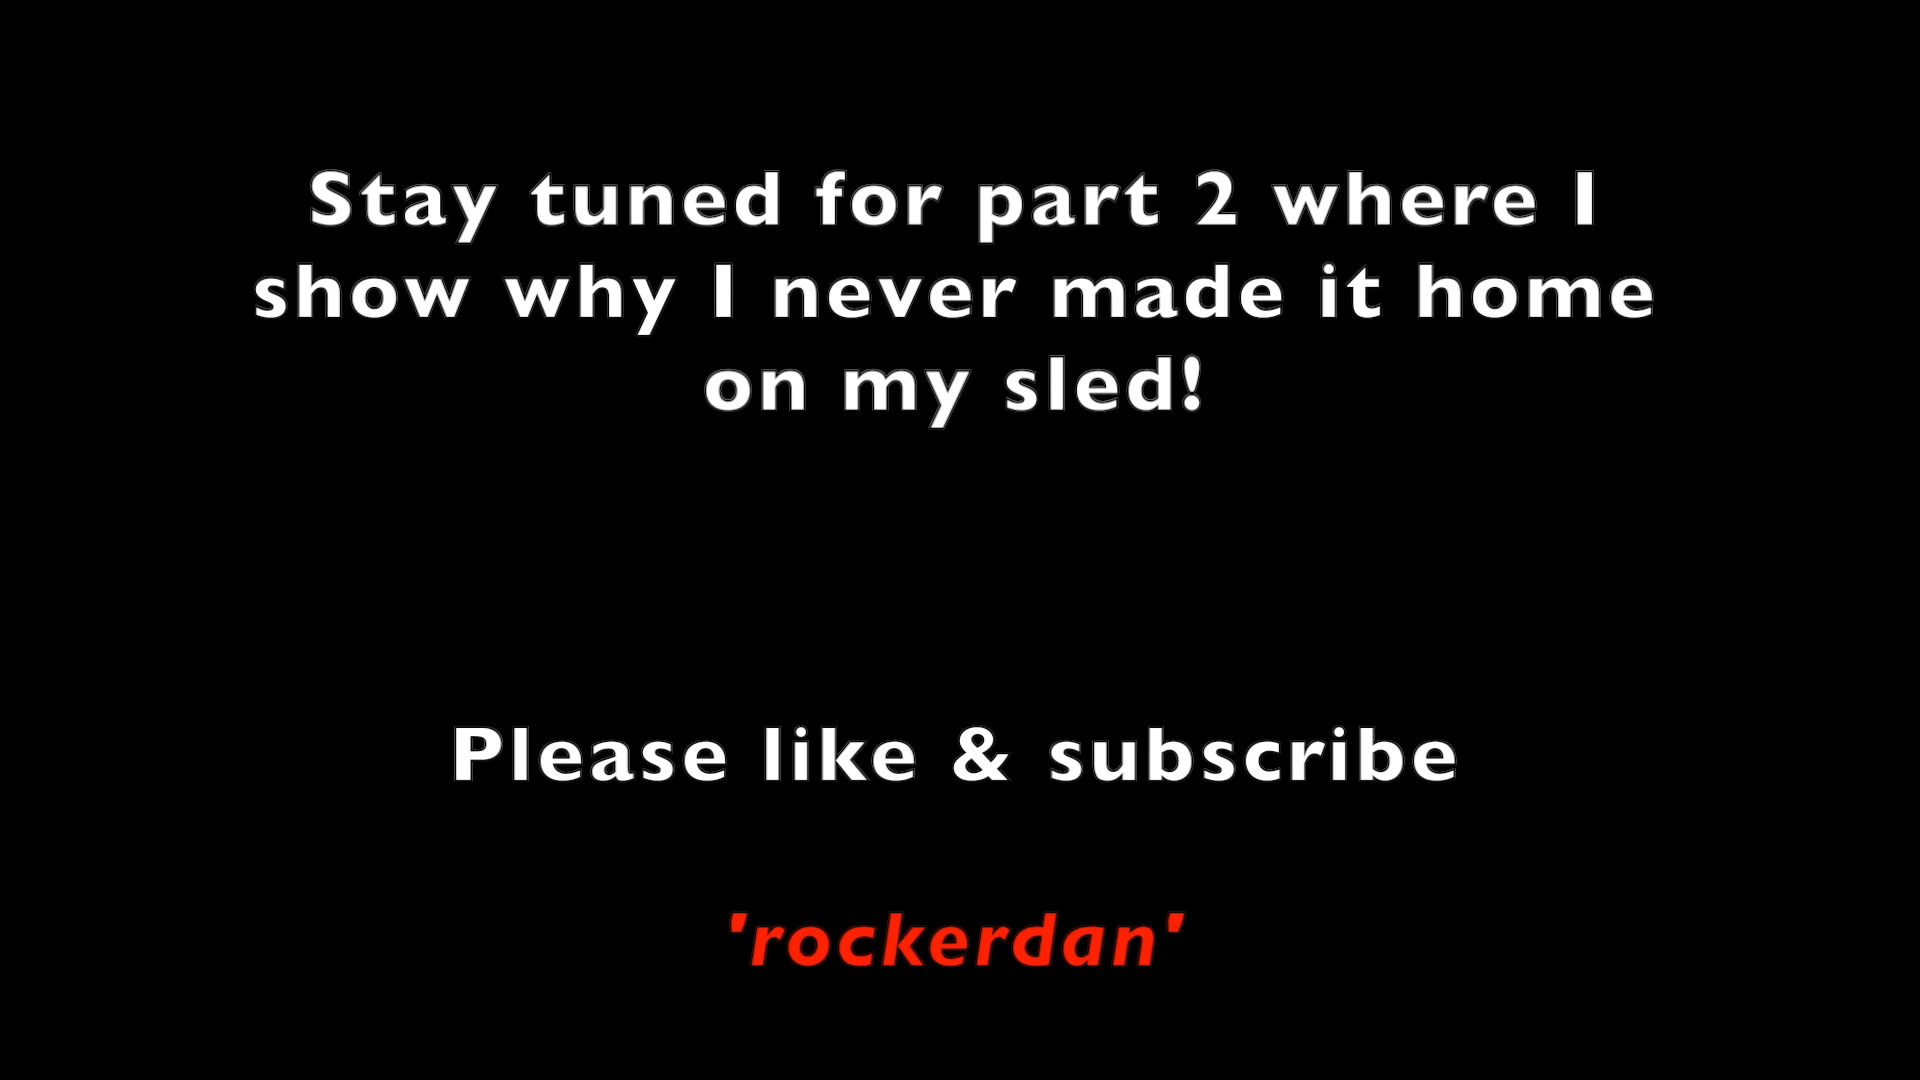 Stay tuned for part 2 where I
show why I never made it home
on my sled!
Please like & subscribe
'rockerdan'